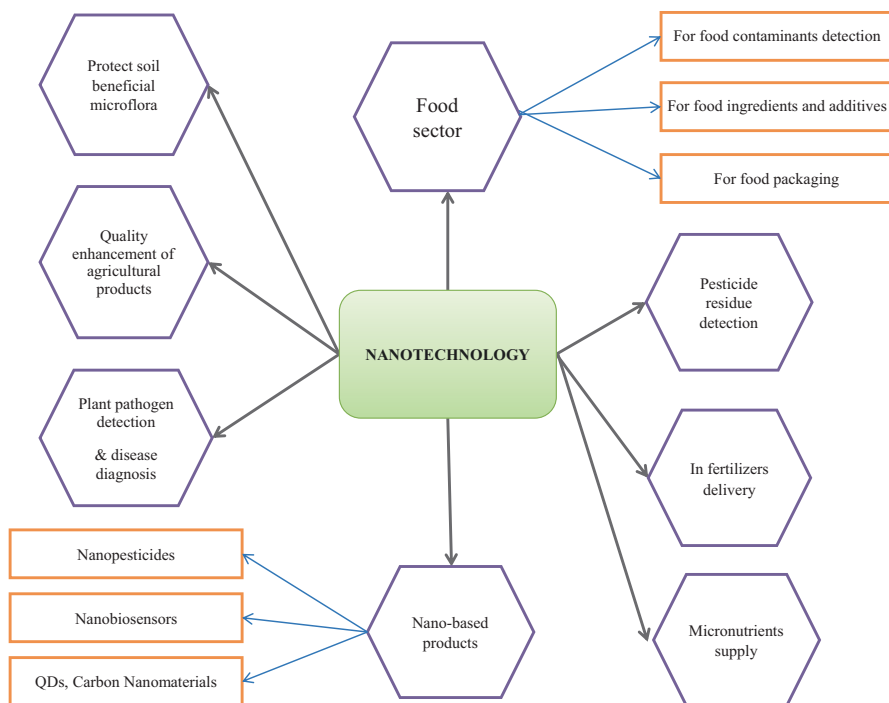 Protect soil
beneficial
microflora
Food
sector
For food contaminants detection
For food ingredients and additives
For food packaging
Quality
enhancement of
agricultural
products
Pesticide
residue
detection
NANOTECHNOLOGY
Plant pathogen
detection
& disease
diagnosis
In fertilizers
delivery
Nanopesticides
Nanobiosensors
QDs, Carbon Nanomaterials
Nano-based
products
Micronutrients
supply